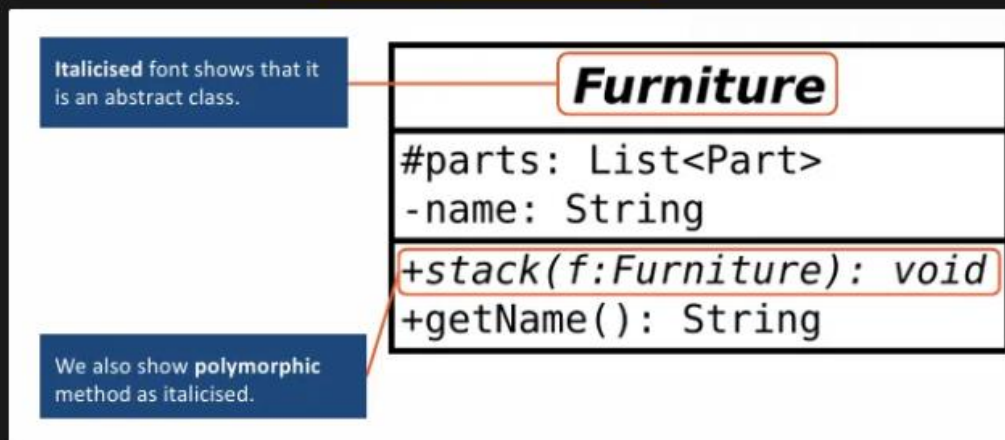 Italicised font shows that it
is an abstract class.
Furniture
#parts: List<Part>
-name: String
+stack(f:Furniture): void
+getName(): String
We also show polymorphic
method as italicised.